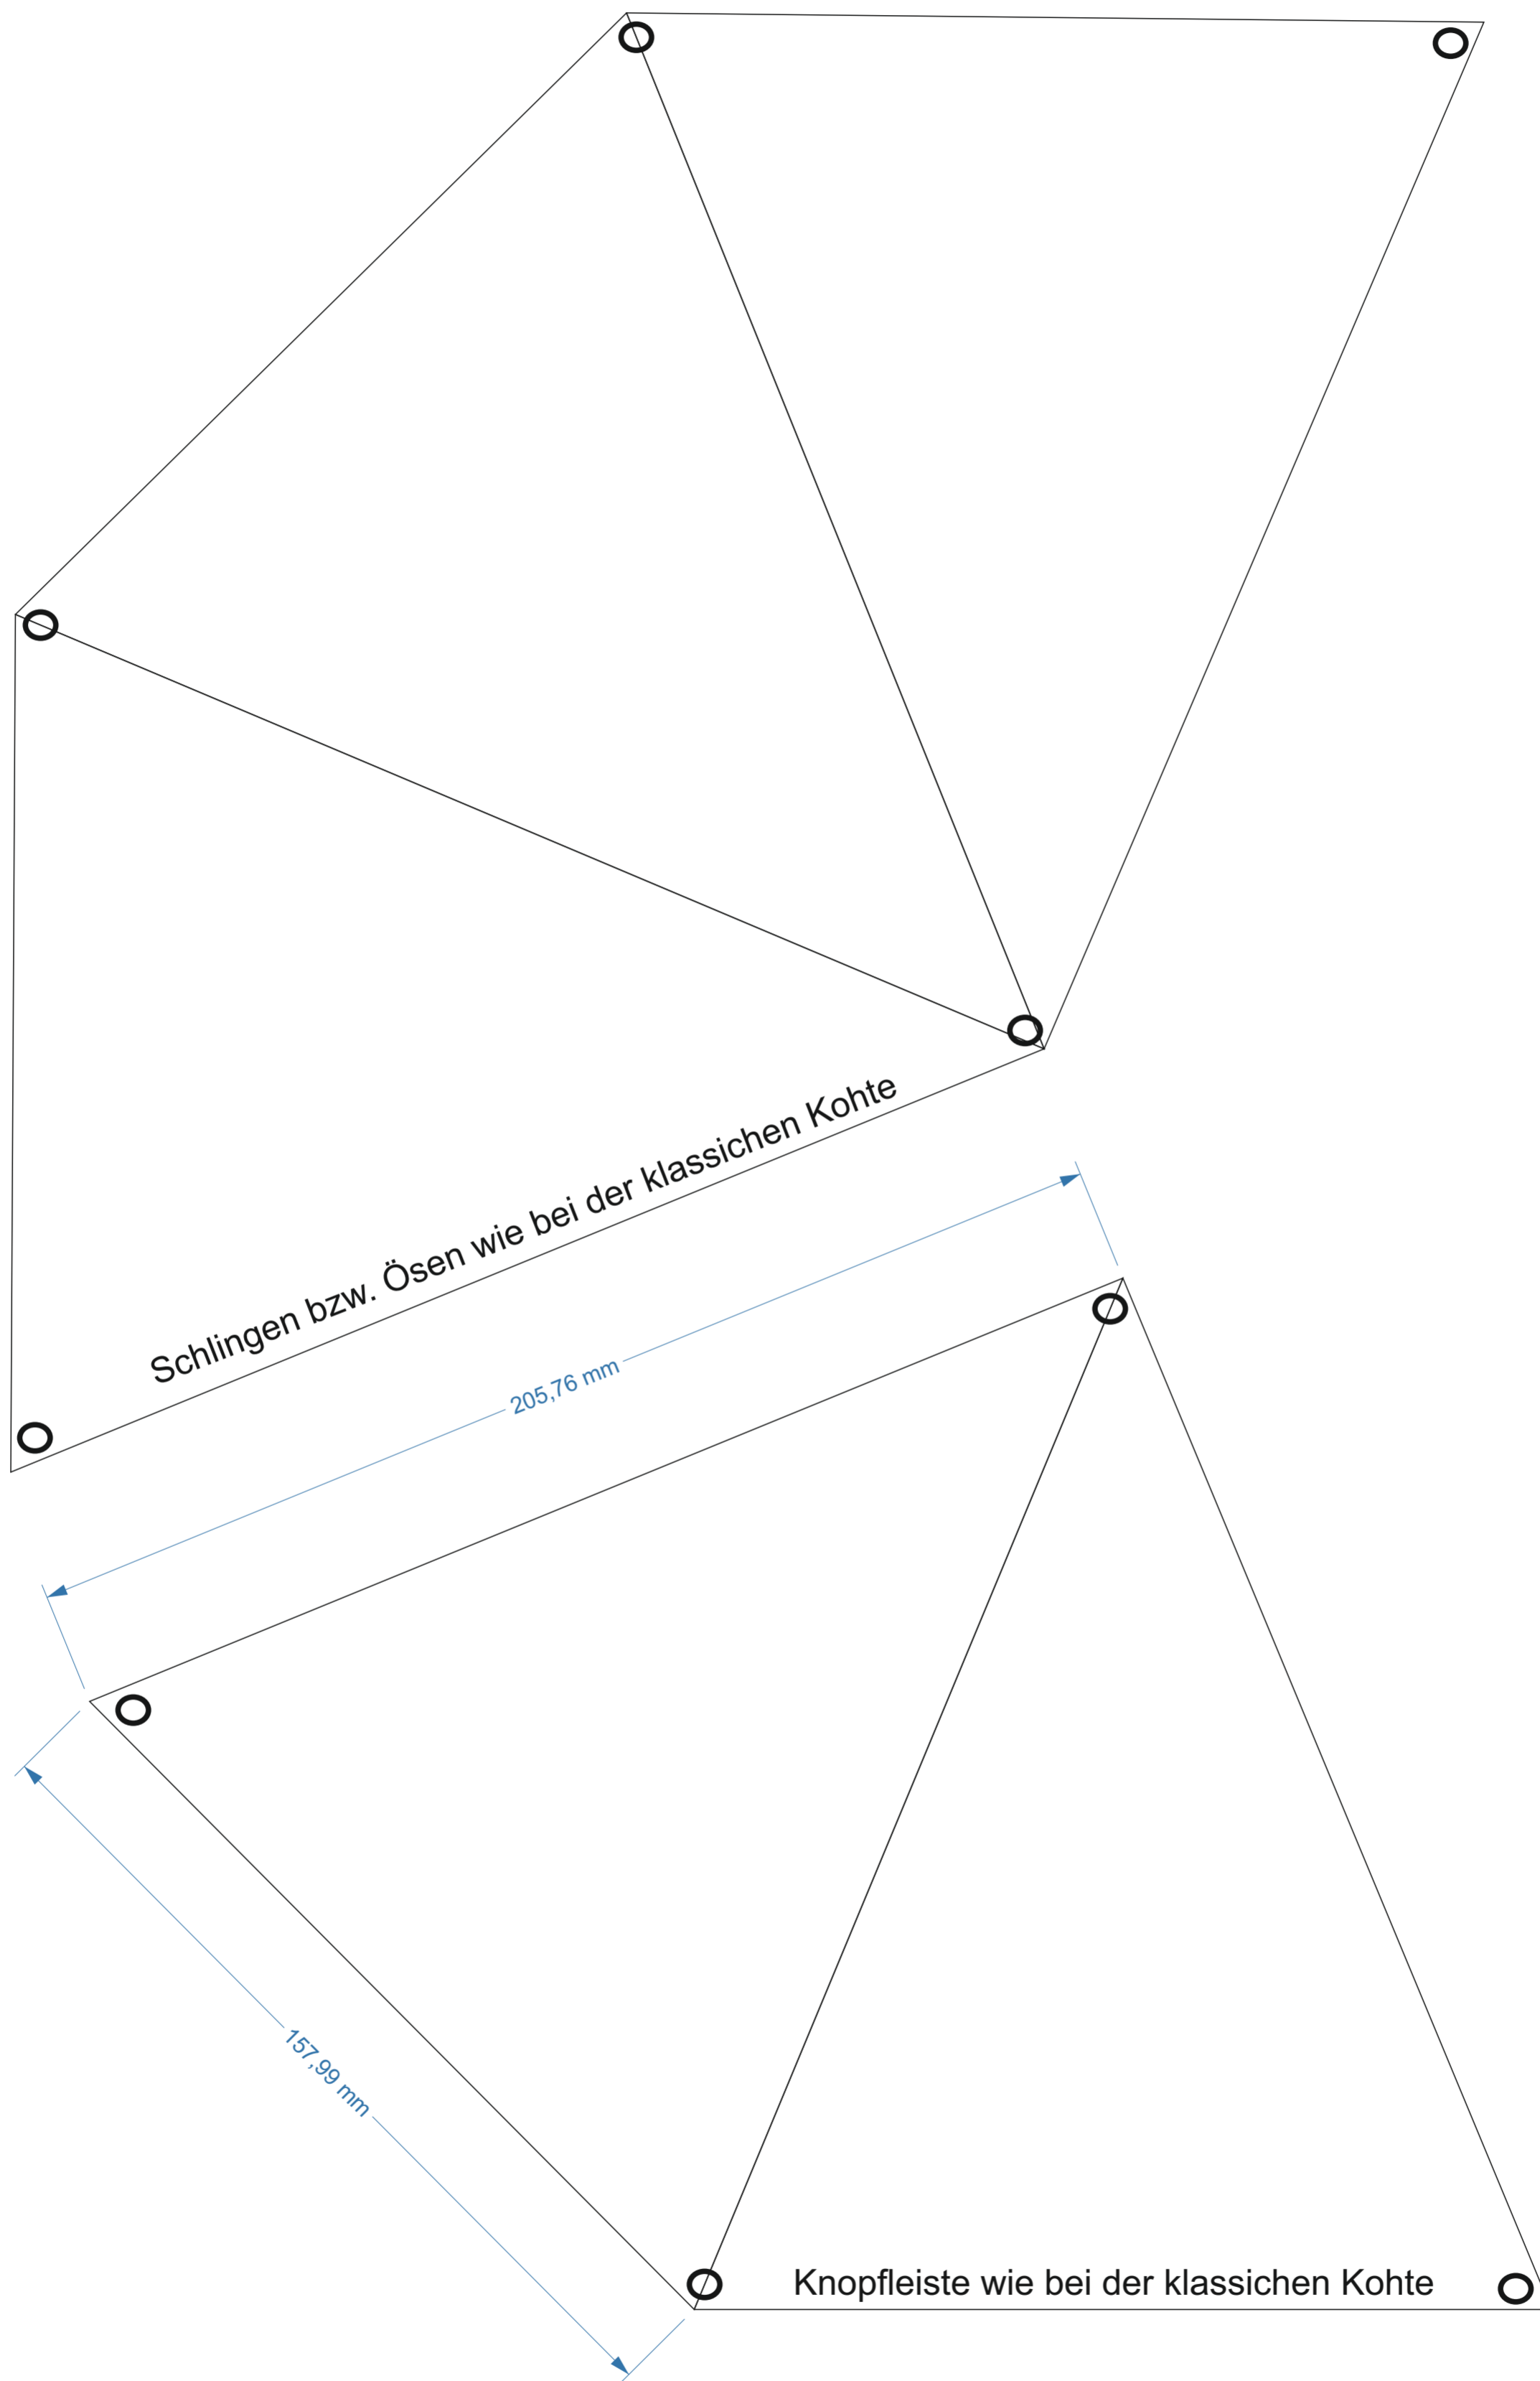 Schlingen bzw. Ösen wie bei der klassichen Kohte
205,76 mm
157,99 mm
Knopfleiste wie bei der klassichen Kohte